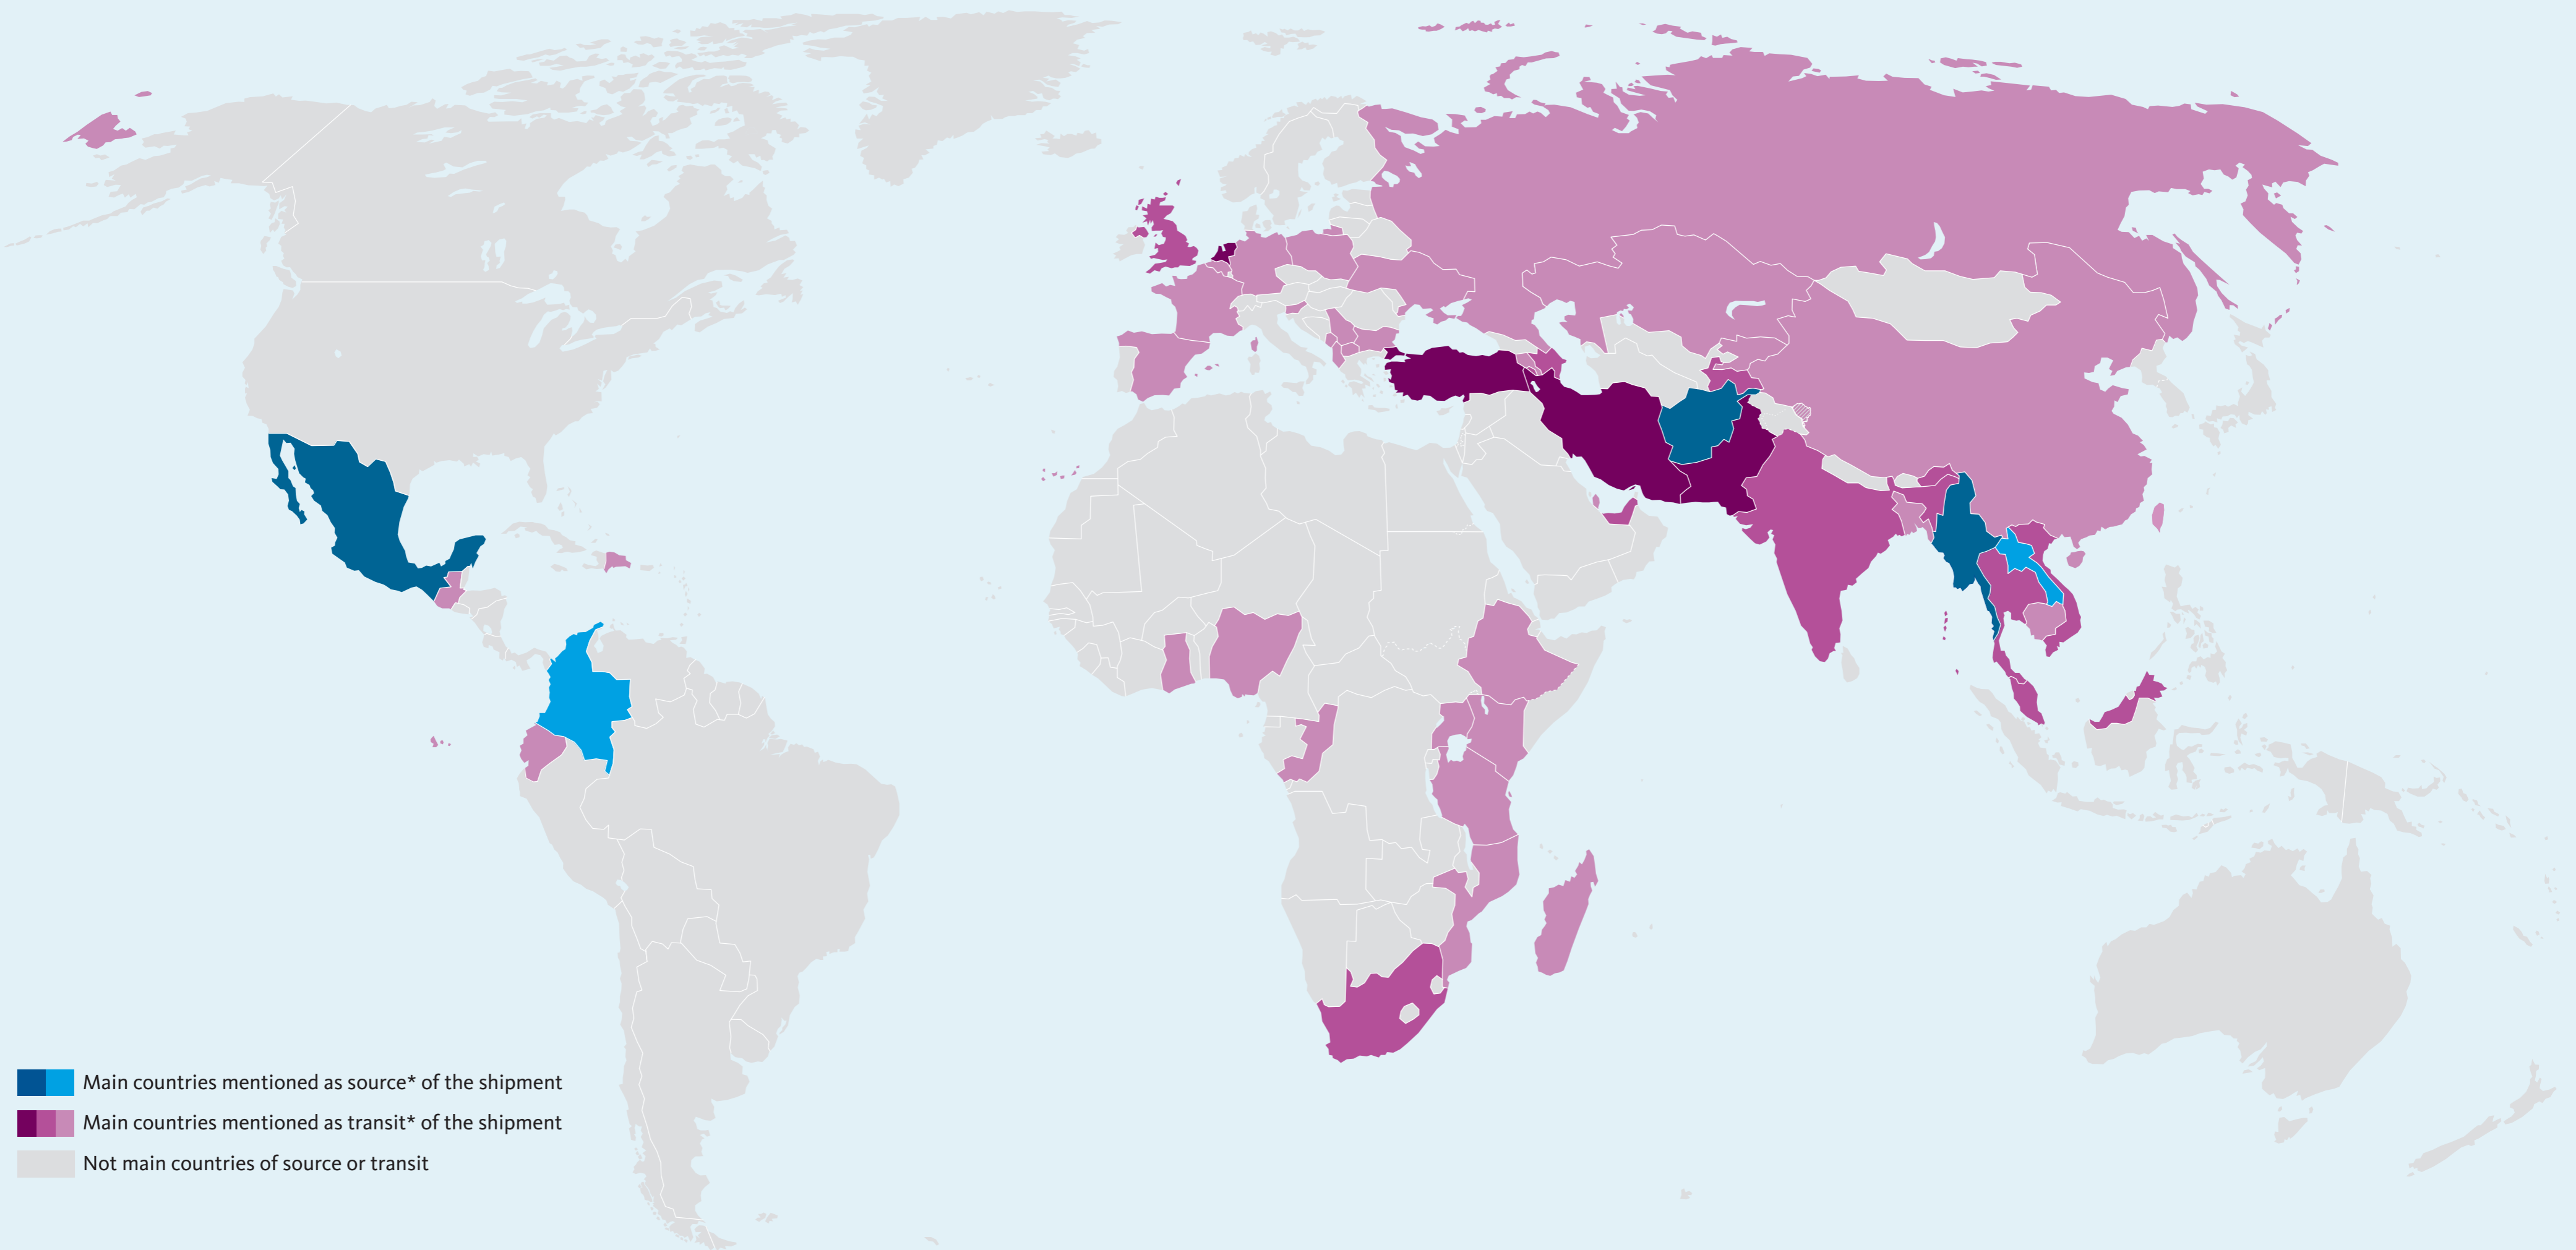 Main countries mentioned as source* of the shipment
Main countries mentioned as transit* of the shipment
Not main countries of source or transit